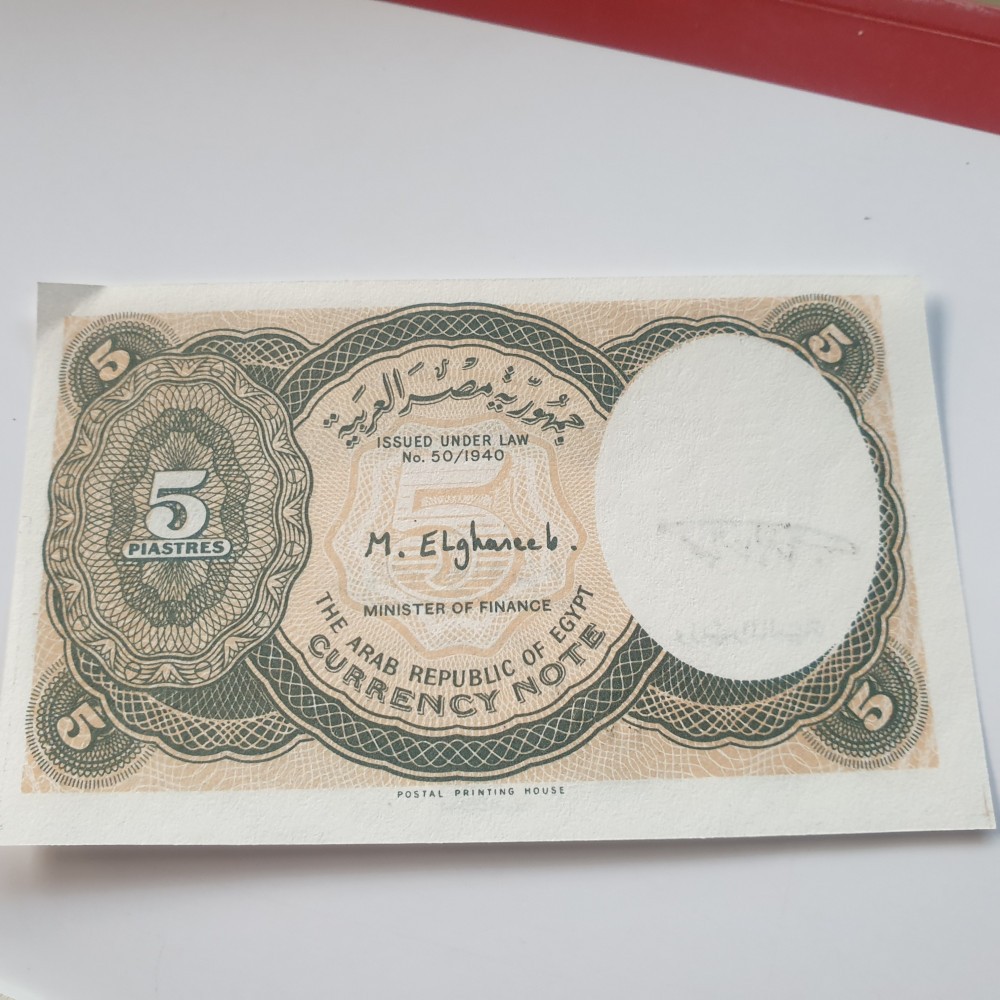 5
5
جمهورية مصر العربية
ISSUED UNDER LAW
No. 50/1940
5
PIASTRES
5
M. Elghareeb.
MINISTER OF FINANCE
THE ARAB REPUBLIC OF EGYPT
CURRENCY NOTE
5
5
POSTAL PRINTING HOUSE